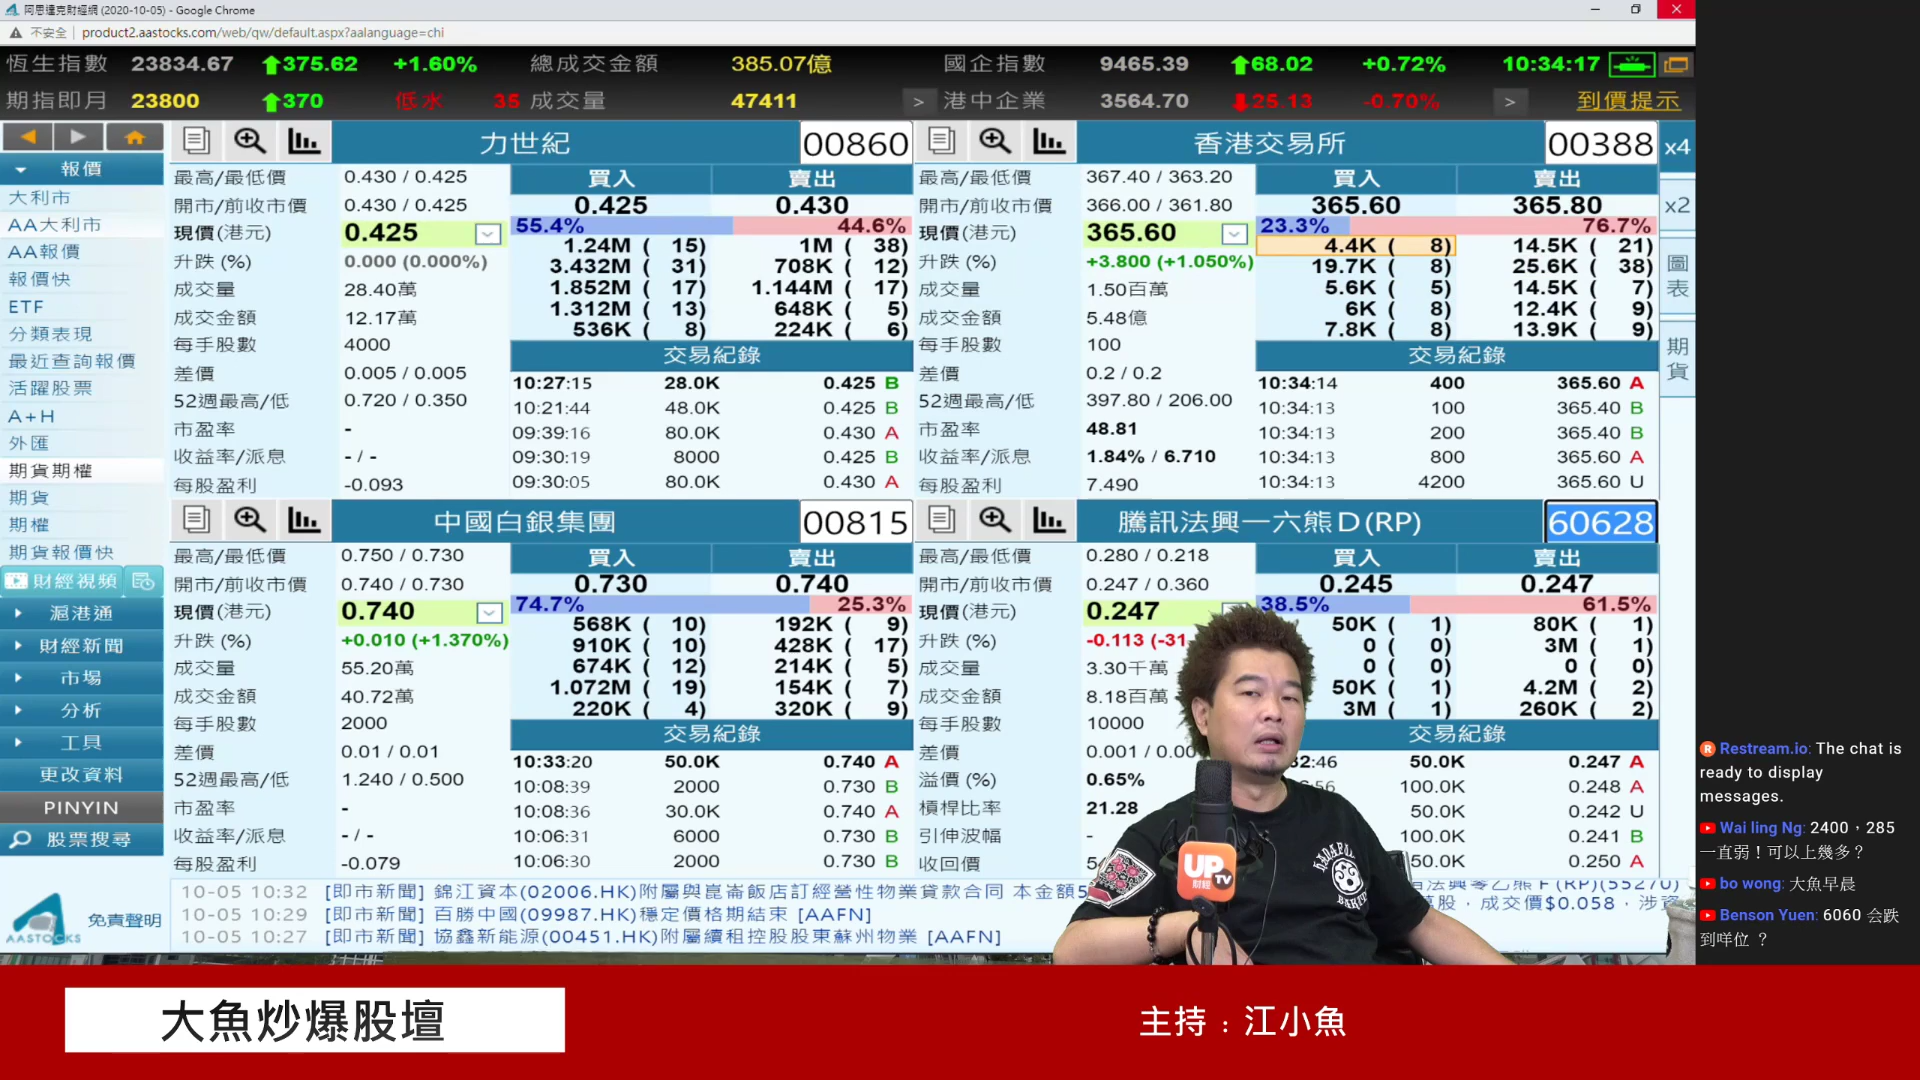 阿思達克財經網 (2020-10-05) - Google Chrome
不安全 | product2.aastocks.com/web/qw/default.aspx?aalanguage=chi
恆生指數 23834.67 375.62 +1.60% 總成交金額 385.07億 國企指數 9465.39 68.02 +0.72% 10:34:17
期指即月 23800 370 低水 35 成交量 47411 > 港中企業 3564.70 25.13 -0.70% > 到價提示
報價
大利市
AA大利市
AA報價
報價快
ETF
分類表現
最近查詢報價
活躍股票
A+H
外匯
期貨期權
期貨
期權
期貨報價快
財經視頻
滬港通
財經新聞
市場
分析
工具
更改資料
PINYIN
股票搜尋
AASTOCKS 免責聲明
力世紀 00860
最高/最低價 0.430 / 0.425
開市/前收市價 0.430 / 0.425
現價(港元) 0.425
升跌 (%) 0.000 (0.000%)
成交量 28.40萬
成交金額 12.17萬
每手股數 4000
差價 0.005 / 0.005
52週最高/低 0.720 / 0.350
市盈率 -
收益率/派息 - / -
每股盈利 -0.093
買入 賣出
0.425 0.430
55.4% 44.6%
1.24M ( 15) 1M ( 38)
3.432M ( 31) 708K ( 12)
1.852M ( 17) 1.144M ( 17)
1.312M ( 13) 648K ( 5)
536K ( 8) 224K ( 6)
交易紀錄
10:27:15 28.0K 0.425 B
10:21:44 48.0K 0.425 B
09:39:16 80.0K 0.430 A
09:30:19 8000 0.425 B
09:30:05 80.0K 0.430 A
香港交易所 00388
最高/最低價 367.40 / 363.20
開市/前收市價 366.00 / 361.80
現價(港元) 365.60
升跌 (%) +3.800 (+1.050%)
成交量 1.50百萬
成交金額 5.48億
每手股數 100
差價 0.2 / 0.2
52週最高/低 397.80 / 206.00
市盈率 48.81
收益率/派息 1.84% / 6.710
每股盈利 7.490
買入 賣出
365.60 365.80
23.3% 76.7%
4.4K ( 8) 14.5K ( 21)
19.7K ( 8) 25.6K ( 38)
5.6K ( 5) 14.5K ( 7)
6K ( 8) 12.4K ( 9)
7.8K ( 8) 13.9K ( 9)
交易紀錄
10:34:14 400 365.60 A
10:34:13 100 365.40 B
10:34:13 200 365.40 B
10:34:13 800 365.60 A
10:34:13 4200 365.60 U
x4
x2
圖表
期貨
中國白銀集團 00815
最高/最低價 0.750 / 0.730
開市/前收市價 0.740 / 0.730
現價(港元) 0.740
升跌 (%) +0.010 (+1.370%)
成交量 55.20萬
成交金額 40.72萬
每手股數 2000
差價 0.01 / 0.01
52週最高/低 1.240 / 0.500
市盈率 -
收益率/派息 - / -
每股盈利 -0.079
買入 賣出
0.730 0.740
74.7% 25.3%
568K ( 10) 192K ( 9)
910K ( 10) 428K ( 17)
674K ( 12) 214K ( 5)
1.072M ( 19) 154K ( 7)
220K ( 4) 320K ( 9)
交易紀錄
10:33:20 50.0K 0.740 A
10:08:39 2000 0.730 B
10:08:36 30.0K 0.740 A
10:06:31 6000 0.730 B
10:06:30 2000 0.730 B
騰訊法興一六熊D(RP) 60628
最高/最低價 0.280 / 0.218
開市/前收市價 0.247 / 0.360
現價(港元) 0.247
升跌 (%) -0.113 (-31
成交量 3.30千萬
成交金額 8.18百萬
每手股數 10000
差價 0.001 / 0.00
溢價 (%) 0.65%
槓桿比率 21.28
引伸波幅 -
收回價 5
買入 賣出
0.245 0.247
38.5% 61.5%
50K ( 1) 80K ( 1)
0 ( 0) 3M ( 1)
0 ( 0) 0 ( 0)
50K ( 1) 4.2M ( 2)
3M ( 1) 260K ( 2)
交易紀錄
32:46 50.0K 0.247 A
56 100.0K 0.248 A
50.0K 0.242 U
100.0K 0.241 B
50.0K 0.250 A
10-05 10:32 [即市新聞] 錦江資本(02006.HK)附屬與崑崙飯店訂經營性物業貸款合同 本金額5
10-05 10:29 [即市新聞] 百勝中國(09987.HK)穩定價格期結束 [AAFN]
10-05 10:27 [即市新聞] 協鑫新能源(00451.HK)附屬續租控股股東蘇州物業 [AAFN]
法興零乙熊F(RP)(55270)
萬股，成交價$0.058，涉資
UP TV 財經
Restream.io: The chat is
ready to display
messages.
Wai ling Ng: 2400，285
一直弱！可以上幾多？
bo wong: 大魚早晨
Benson Yuen: 6060 会跌
到咩位 ？
大魚炒爆股壇
主持：江小魚